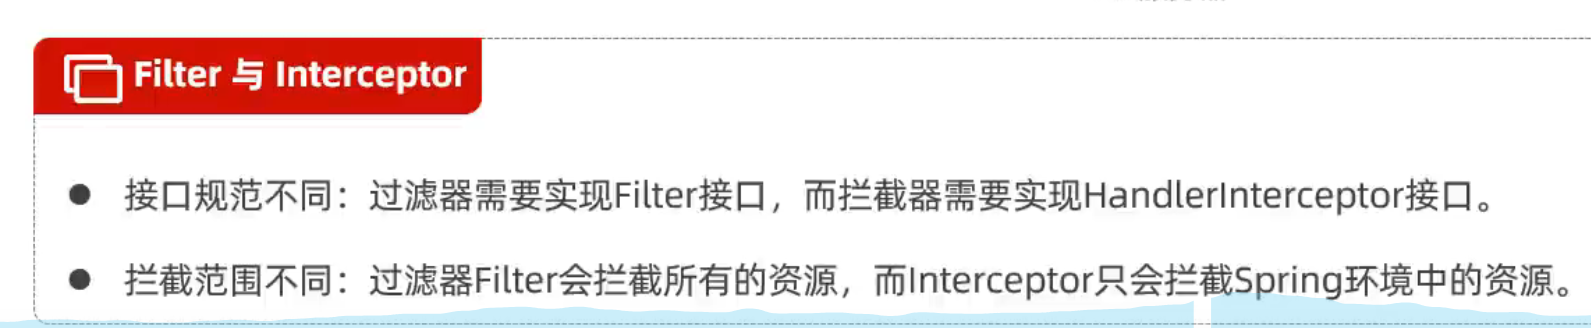 Filter 与 Interceptor
接口规范不同：过滤器需要实现Filter接口，而拦截器需要实现HandlerInterceptor接口。
拦截范围不同：过滤器Filter会拦截所有的资源，而Interceptor只会拦截Spring环境中的资源。